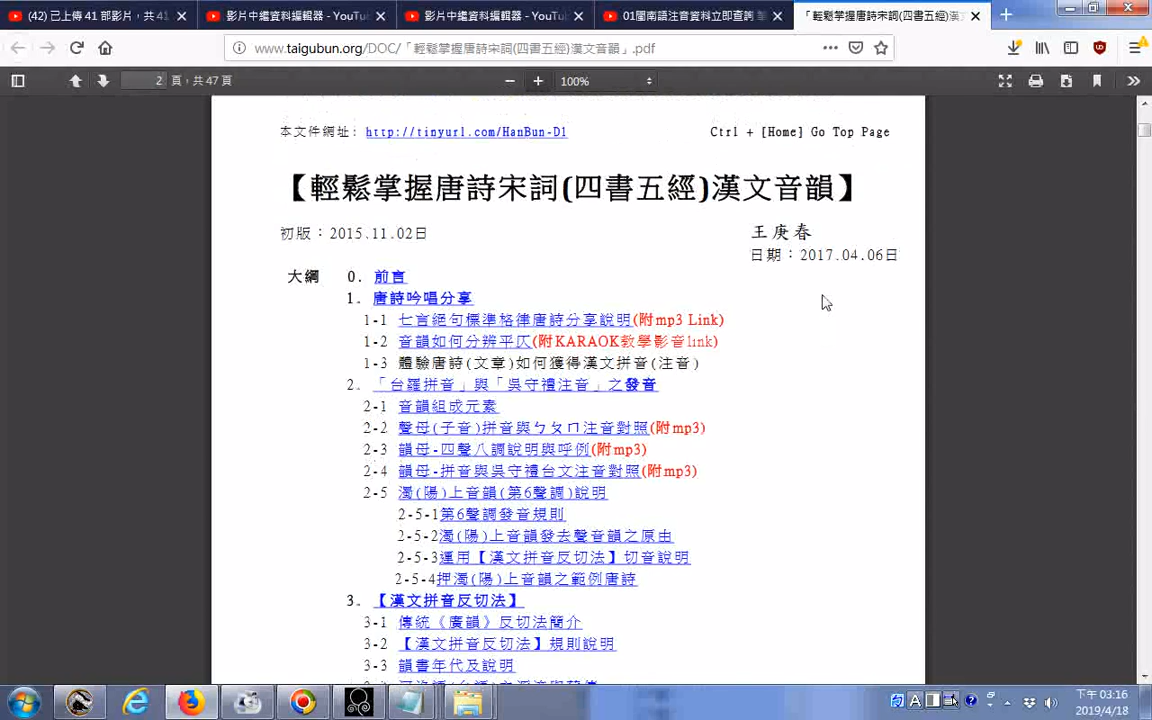 (42) 已上傳 41 部影片，共 41
影片中繼資料編輯器 - YouTu
影片中繼資料編輯器 - YouTu
01閩南語注音資料立即查詢
「輕鬆掌握唐詩宋詞(四書五經)漢
www.taigubun.org/DOC/「輕鬆掌握唐詩宋詞(四書五經)漢文音韻」.pdf
2 頁，共 47 頁
100%
本文件網址: http://tinyurl.com/HanBun-D1 Ctrl + [Home] Go Top Page
【輕鬆掌握唐詩宋詞(四書五經)漢文音韻】
初版：2015.11.02日 王庚春
日期：2017.04.06日
大綱 0. 前言
1. 唐詩吟唱分享
1-1 七言絕句標準格律唐詩分享說明(附mp3 Link)
1-2 音韻如何分辨平仄(附KARAOK教學影音link)
1-3 體驗唐詩(文章)如何獲得漢文拼音(注音)
2. 「台羅拼音」與「吳守禮注音」之發音
2-1 音韻組成元素
2-2 聲母(子音)拼音與ㄅㄆㄇ注音對照(附mp3)
2-3 韻母-四聲八調說明與呼例(附mp3)
2-4 韻母-拼音與吳守禮台文注音對照(附mp3)
2-5 濁(陽)上音韻(第6聲調)說明
2-5-1第6聲調發音規則
2-5-2濁(陽)上音韻發去聲音韻之原由
2-5-3運用【漢文拼音反切法】切音說明
2-5-4押濁(陽)上音韻之範例唐詩
3. 【漢文拼音反切法】
3-1 傳統《廣韻》反切法簡介
3-2 【漢文拼音反切法】規則說明
3-3 韻書年代及說明
下午 03:16
2019/4/18